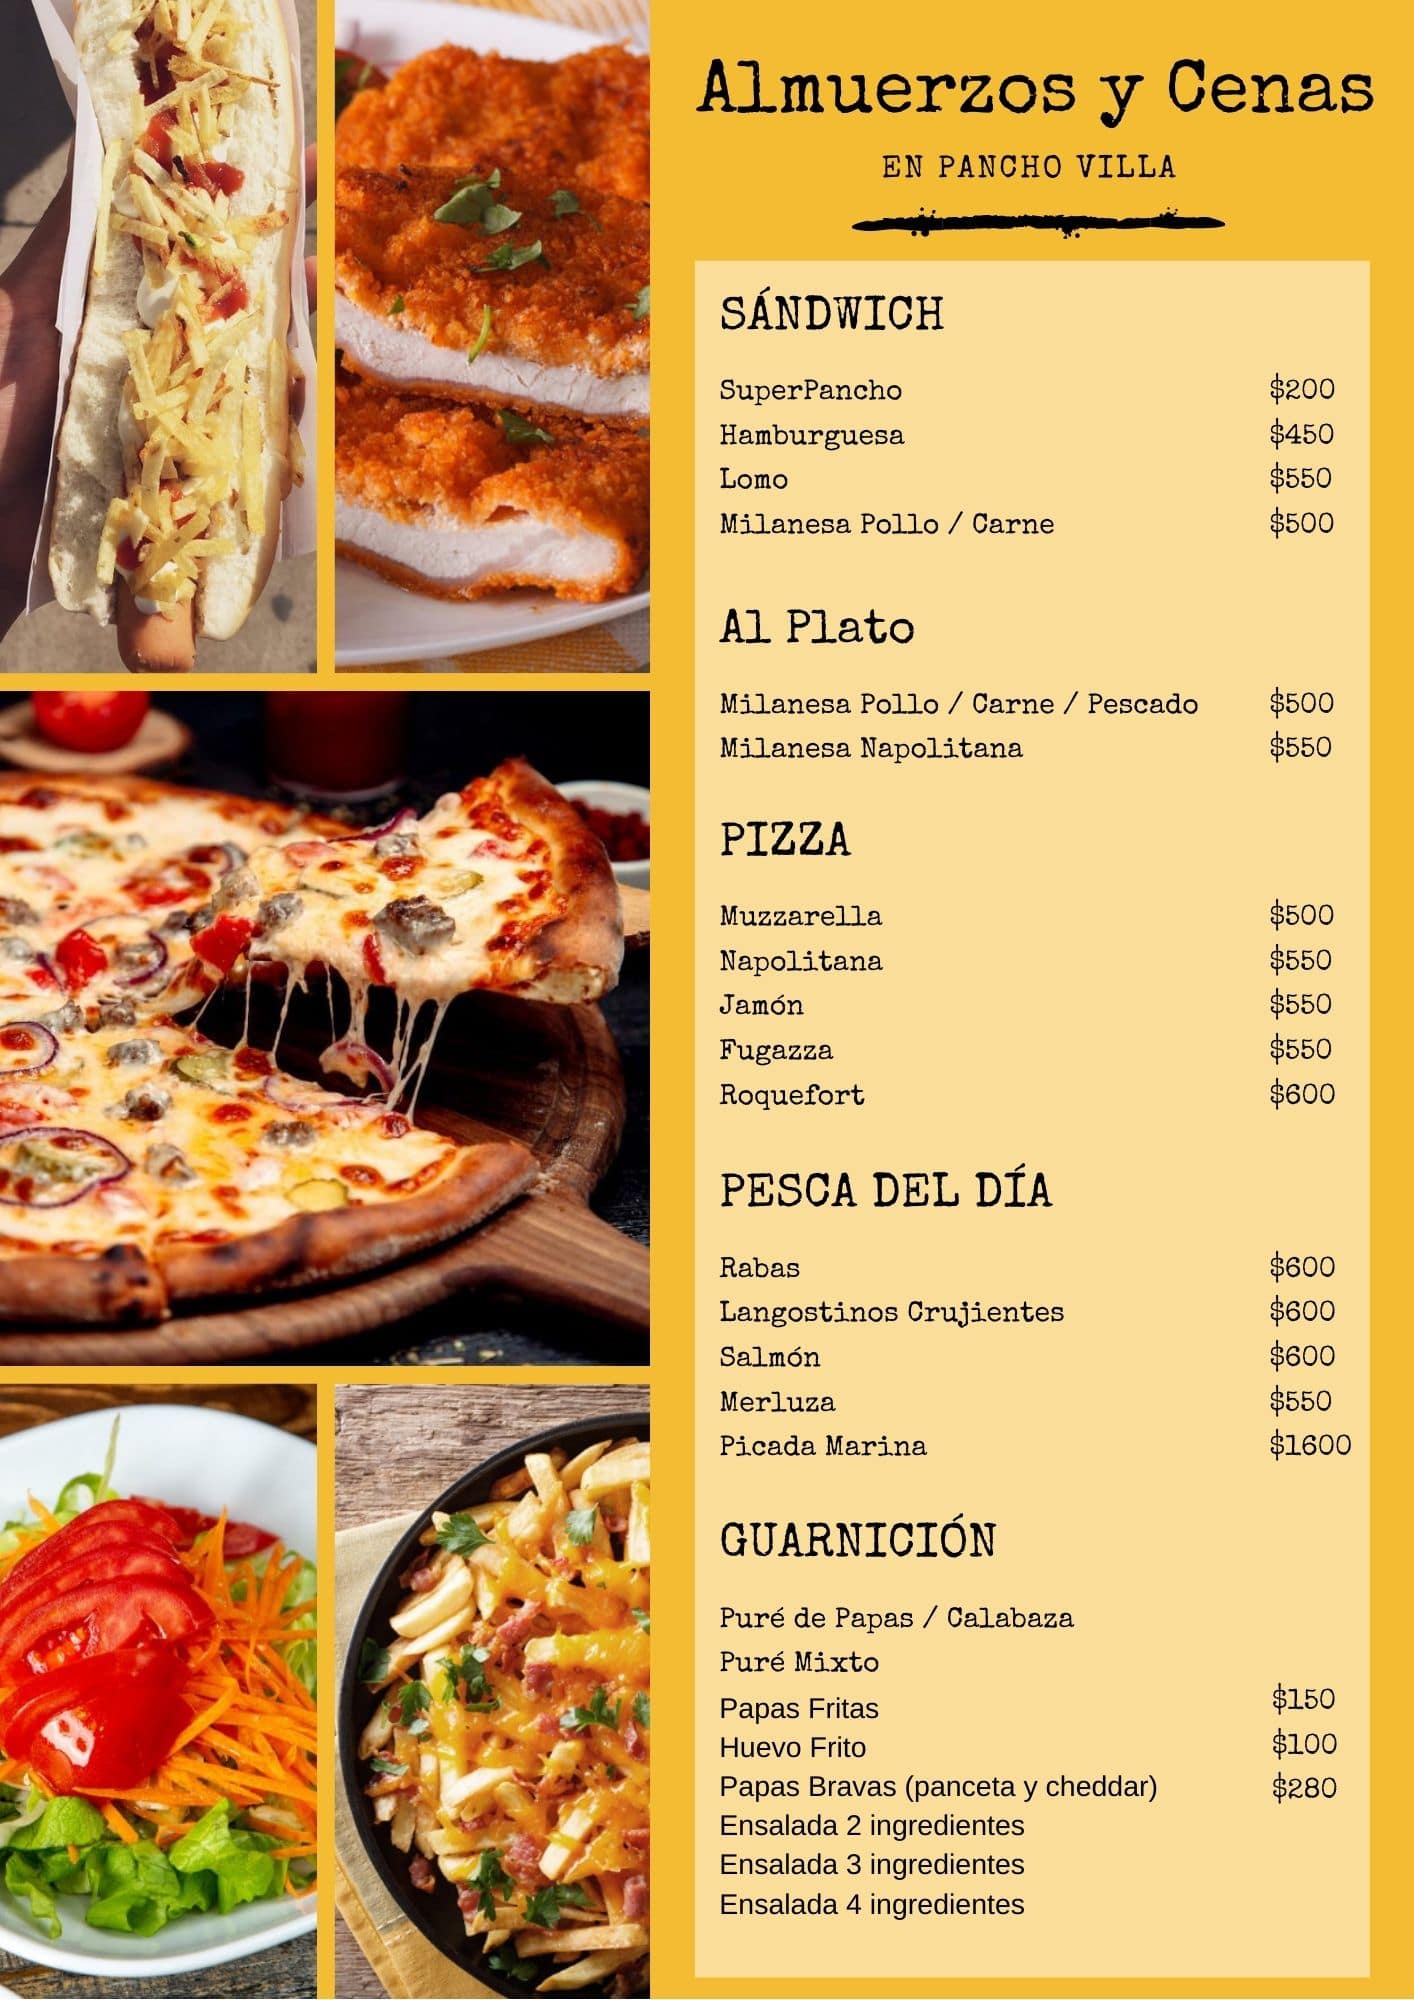 Almuerzos y Cenas
EN PANCHO VILLA
SÁNDWICH
SuperPancho $200
Hamburguesa $450
Lomo $550
Milanesa Pollo / Carne $500
Al Plato
Milanesa Pollo / Carne / Pescado $500
Milanesa Napolitana $550
PIZZA
Muzzarella $500
Napolitana $550
Jamón $550
Fugazza $550
Roquefort $600
PESCA DEL DÍA
Rabas $600
Langostinos Crujientes $600
Salmón $600
Merluza $550
Picada Marina $1600
GUARNICIÓN
Puré de Papas / Calabaza
Puré Mixto
Papas Fritas $150
Huevo Frito $100
Papas Bravas (panceta y cheddar) $280
Ensalada 2 ingredientes
Ensalada 3 ingredientes
Ensalada 4 ingredientes